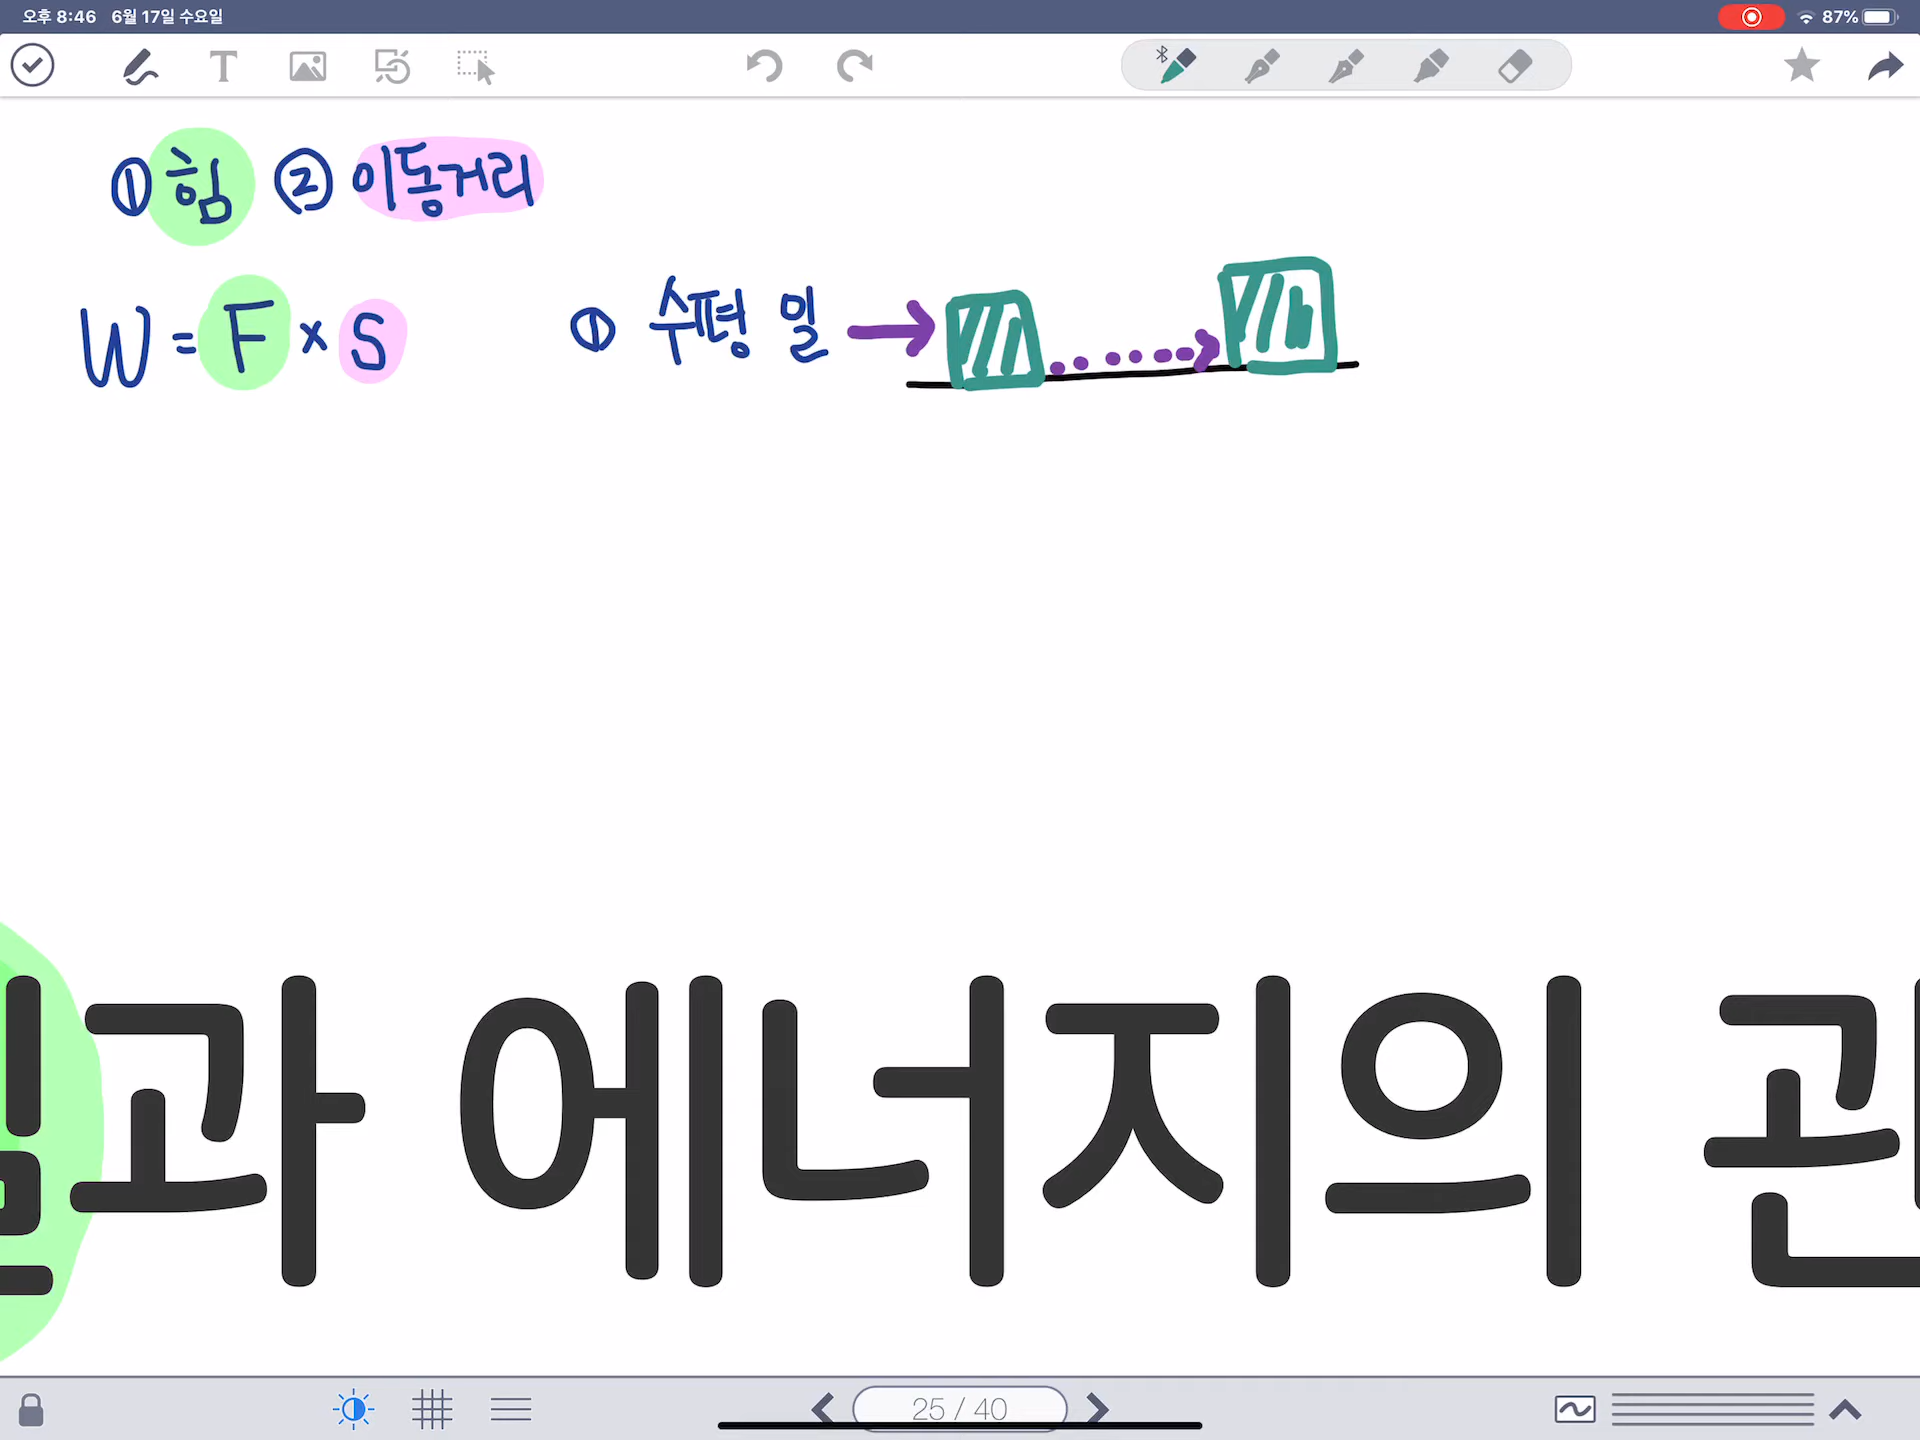 오후 8:46 6월 17일 수요일
87%
① 힘 ② 이동거리
W = F × S
① 수평 밀
과 에너지의
25 / 40